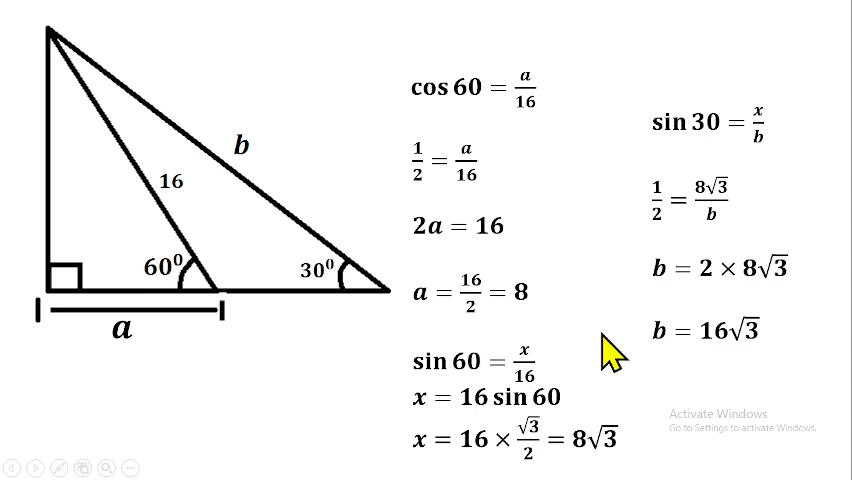 b
16
60⁰
30⁰
a
cos 60 = a/16
1/2 = a/16
2a = 16
a = 16/2 = 8
sin 60 = x/16
x = 16 sin 60
x = 16 × √3/2 = 8√3
sin 30 = x/b
1/2 = 8√3/b
b = 2 × 8√3
b = 16√3
Activate Windows
Go to Settings to activate Windows.